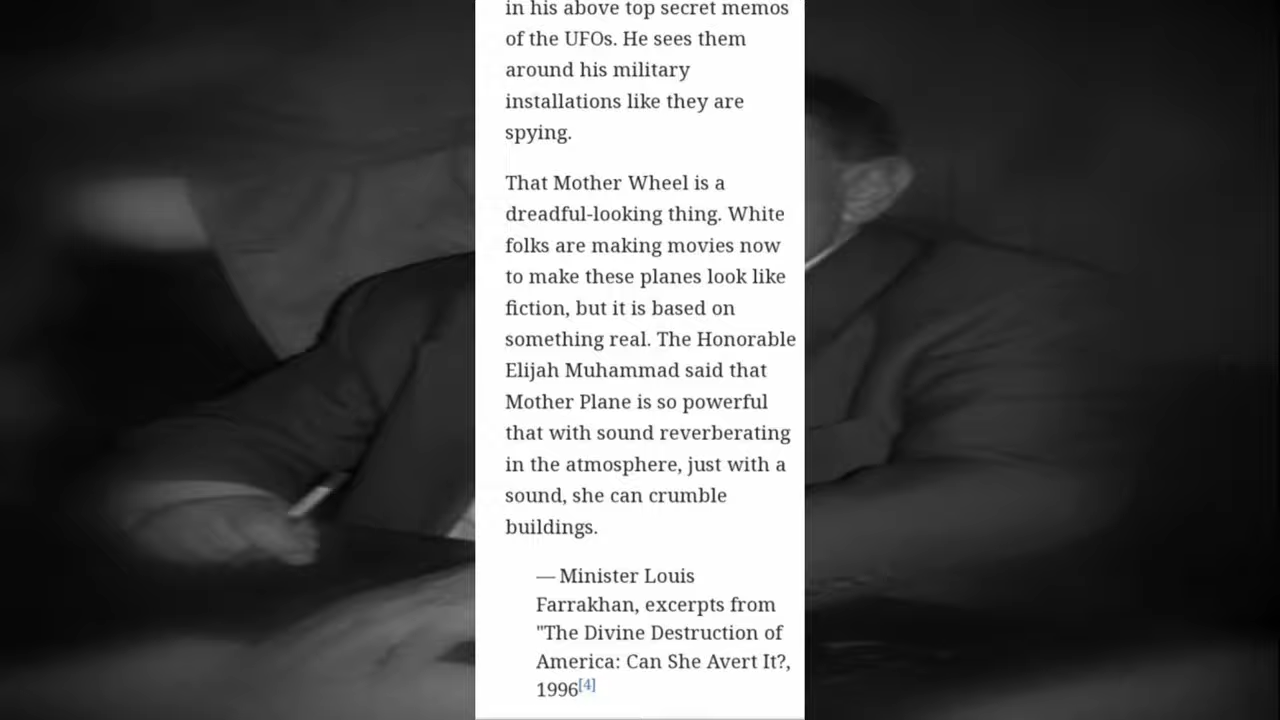 in his above top secret memos
of the UFOs. He sees them
around his military
installations like they are
spying.
That Mother Wheel is a
dreadful-looking thing. White
folks are making movies now
to make these planes look like
fiction, but it is based on
something real. The Honorable
Elijah Muhammad said that
Mother Plane is so powerful
that with sound reverberating
in the atmosphere, just with a
sound, she can crumble
buildings.
— Minister Louis
Farrakhan, excerpts from
"The Divine Destruction of
America: Can She Avert It?,
1996[4]